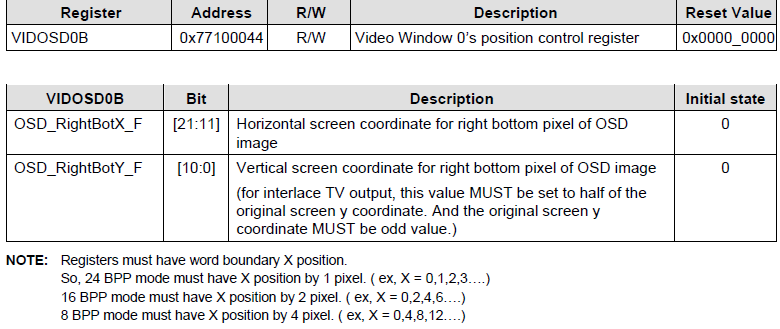 Register Address R/W Description Reset Value
VIDOSD0B 0x77100044 R/W Video Window 0's position control register 0x0000_0000
VIDOSD0B Bit Description Initial state
OSD_RightBotX_F [21:11] Horizontal screen coordinate for right bottom pixel of OSD 0
image
OSD_RightBotY_F [10:0] Vertical screen coordinate for right bottom pixel of OSD image 0
(for interlace TV output, this value MUST be set to half of the
original screen y coordinate. And the original screen y
coordinate MUST be odd value.)
NOTE: Registers must have word boundary X position.
So, 24 BPP mode must have X position by 1 pixel. ( ex, X = 0,1,2,3….)
16 BPP mode must have X position by 2 pixel. ( ex, X = 0,2,4,6….)
8 BPP mode must have X position by 4 pixel. ( ex, X = 0,4,8,12….)